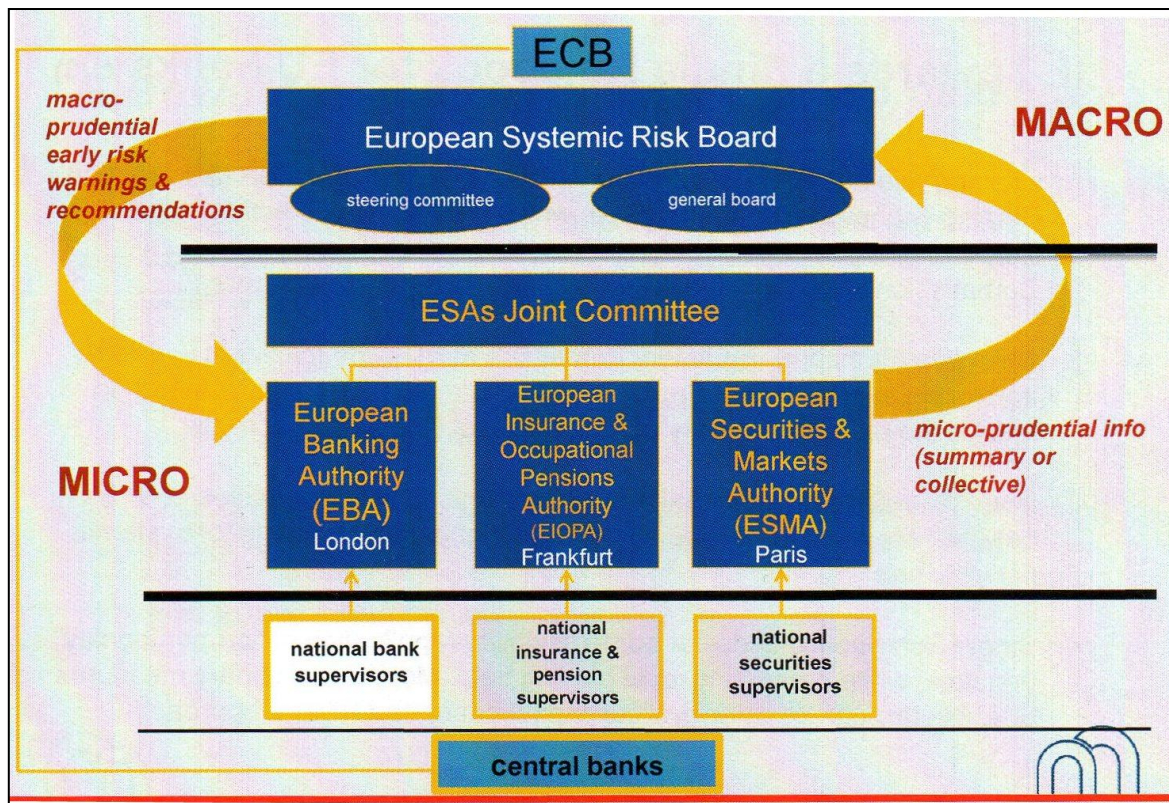 ECB
macro-
prudential
early risk
warnings &
recommendations
European Systemic Risk Board
MACRO
steering committee
general board
ESAs Joint Committee
European
Banking
Authority
(EBA)
London
European
Insurance &
Occupational
Pensions
Authority
(EIOPA)
Frankfurt
European
Securities &
Markets
Authority
(ESMA)
Paris
MICRO
micro-prudential info
(summary or
collective)
national bank
supervisors
national
insurance &
pension
supervisors
national
securities
supervisors
central banks